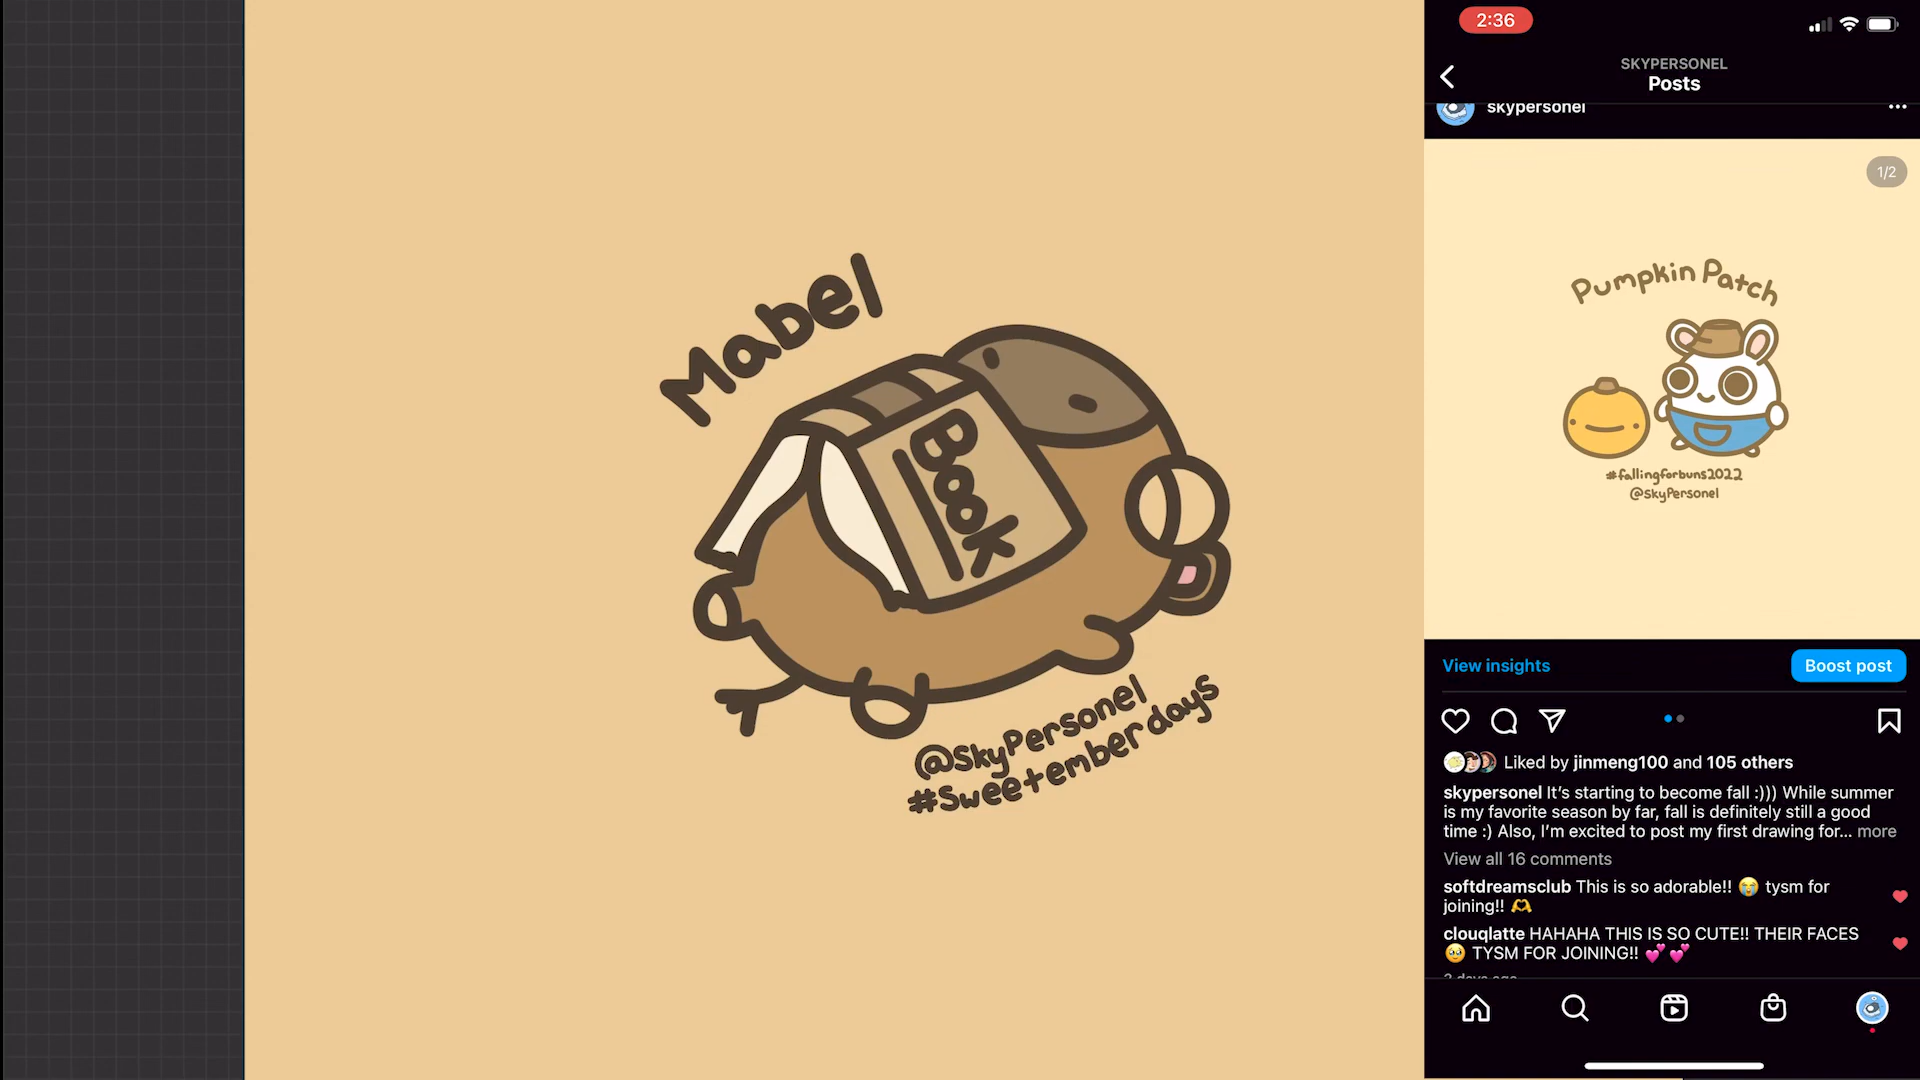 Mabel
Book
@SkyPersonel
#Sweetemberdays
2:36
SKYPERSONEL
Posts
skypersonel
1/2
Pumpkin Patch
#fallingforbuns2022
@SkyPersonel
View insights
Boost post
Liked by jinmeng100 and 105 others
skypersonel It's starting to become fall :))) While summer
is my favorite season by far, fall is definitely still a good
time :) Also, I'm excited to post my first drawing for... more
View all 16 comments
softdreamsclub This is so adorable!! 😭 tysm for
joining!! 🫶
clouqlatte HAHAHA THIS IS SO CUTE!! THEIR FACES
🥹 TYSM FOR JOINING!! 💕💕